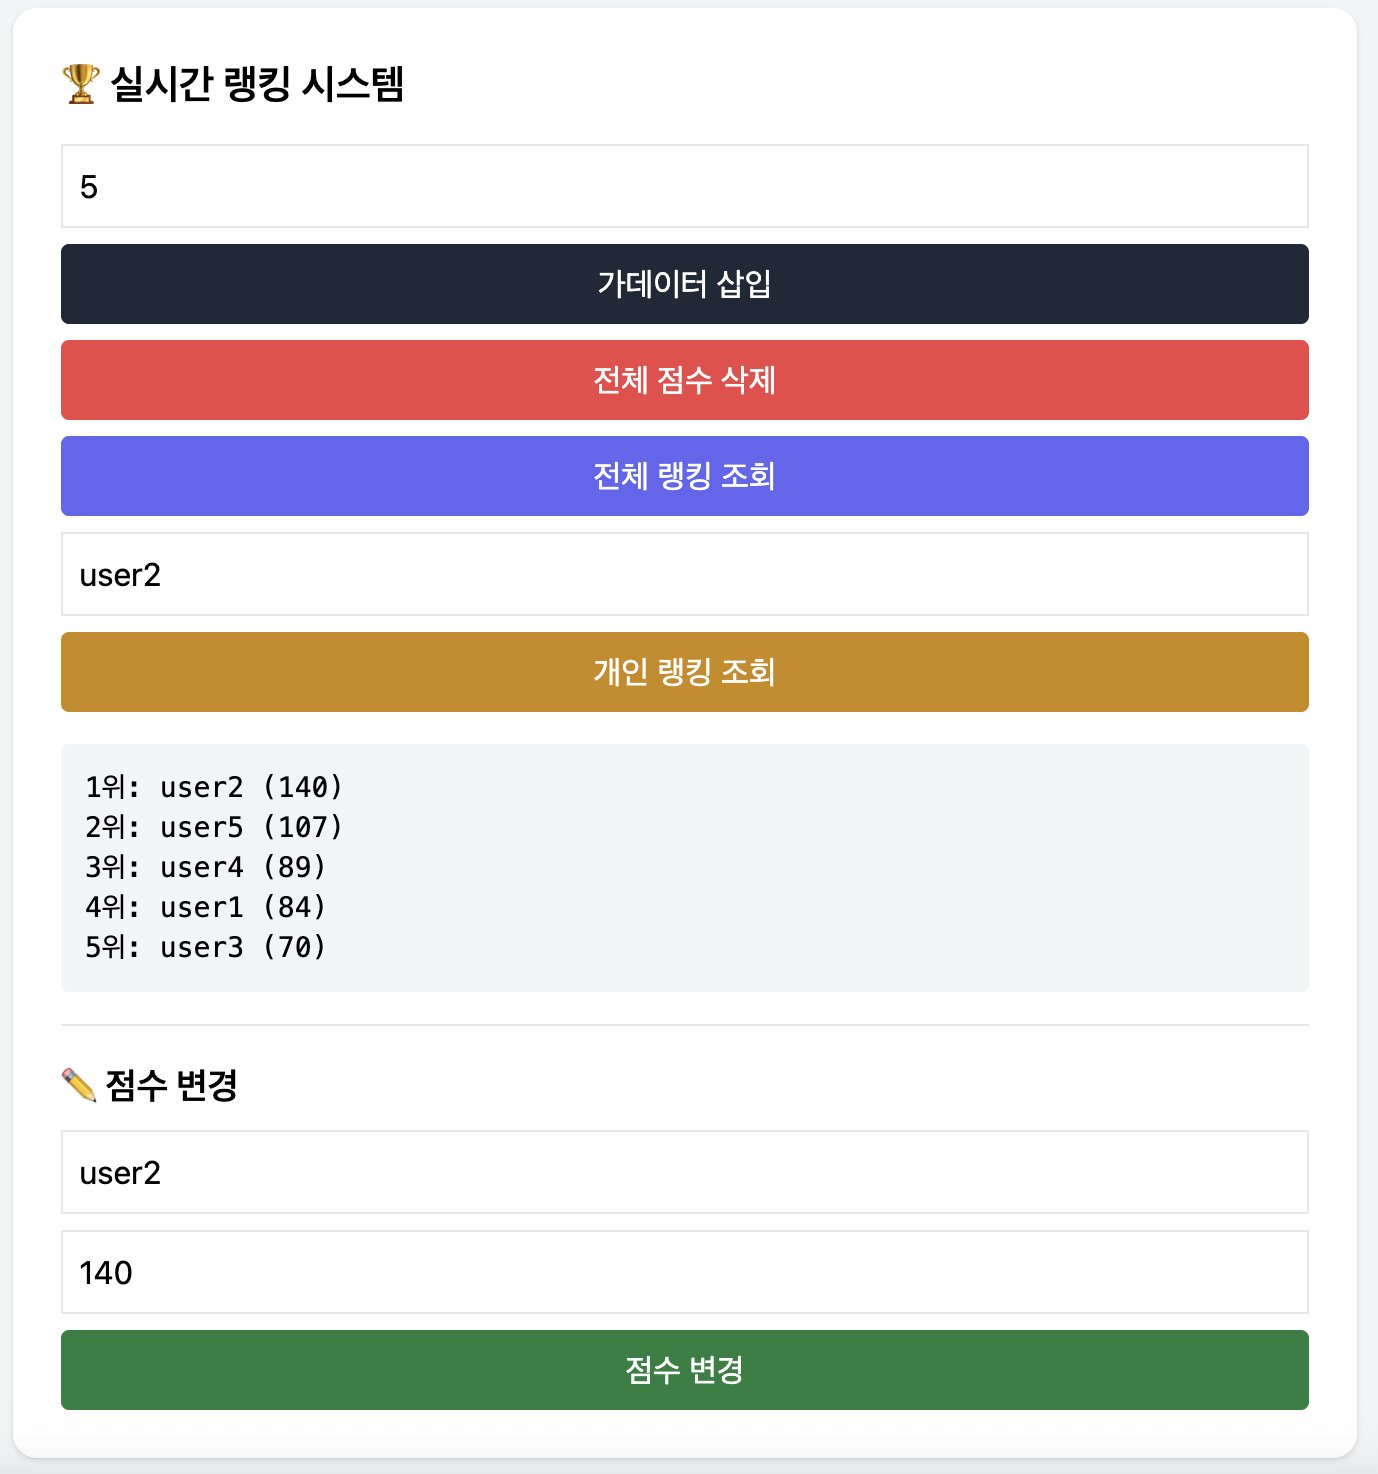 🏆 실시간 랭킹 시스템
5
가데이터 삽입
전체 점수 삭제
전체 랭킹 조회
user2
개인 랭킹 조회
1위: user2 (140)
2위: user5 (107)
3위: user4 (89)
4위: user1 (84)
5위: user3 (70)
✏️ 점수 변경
user2
140
점수 변경